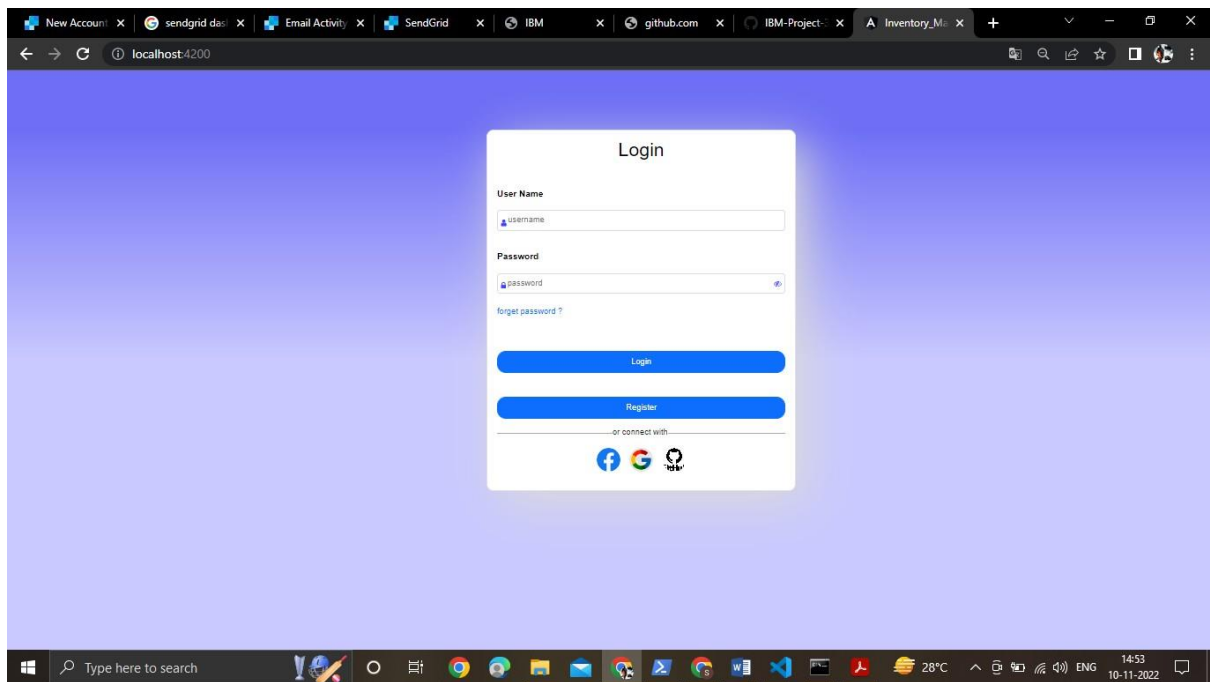 New Account
sendgrid das
Email Activity
SendGrid
IBM
github.com
IBM-Project-3
Inventory_Ma
localhost:4200
Login
User Name
username
Password
password
forget password ?
Login
Register
or connect with
Type here to search
28°C
ENG
14:53
10-11-2022